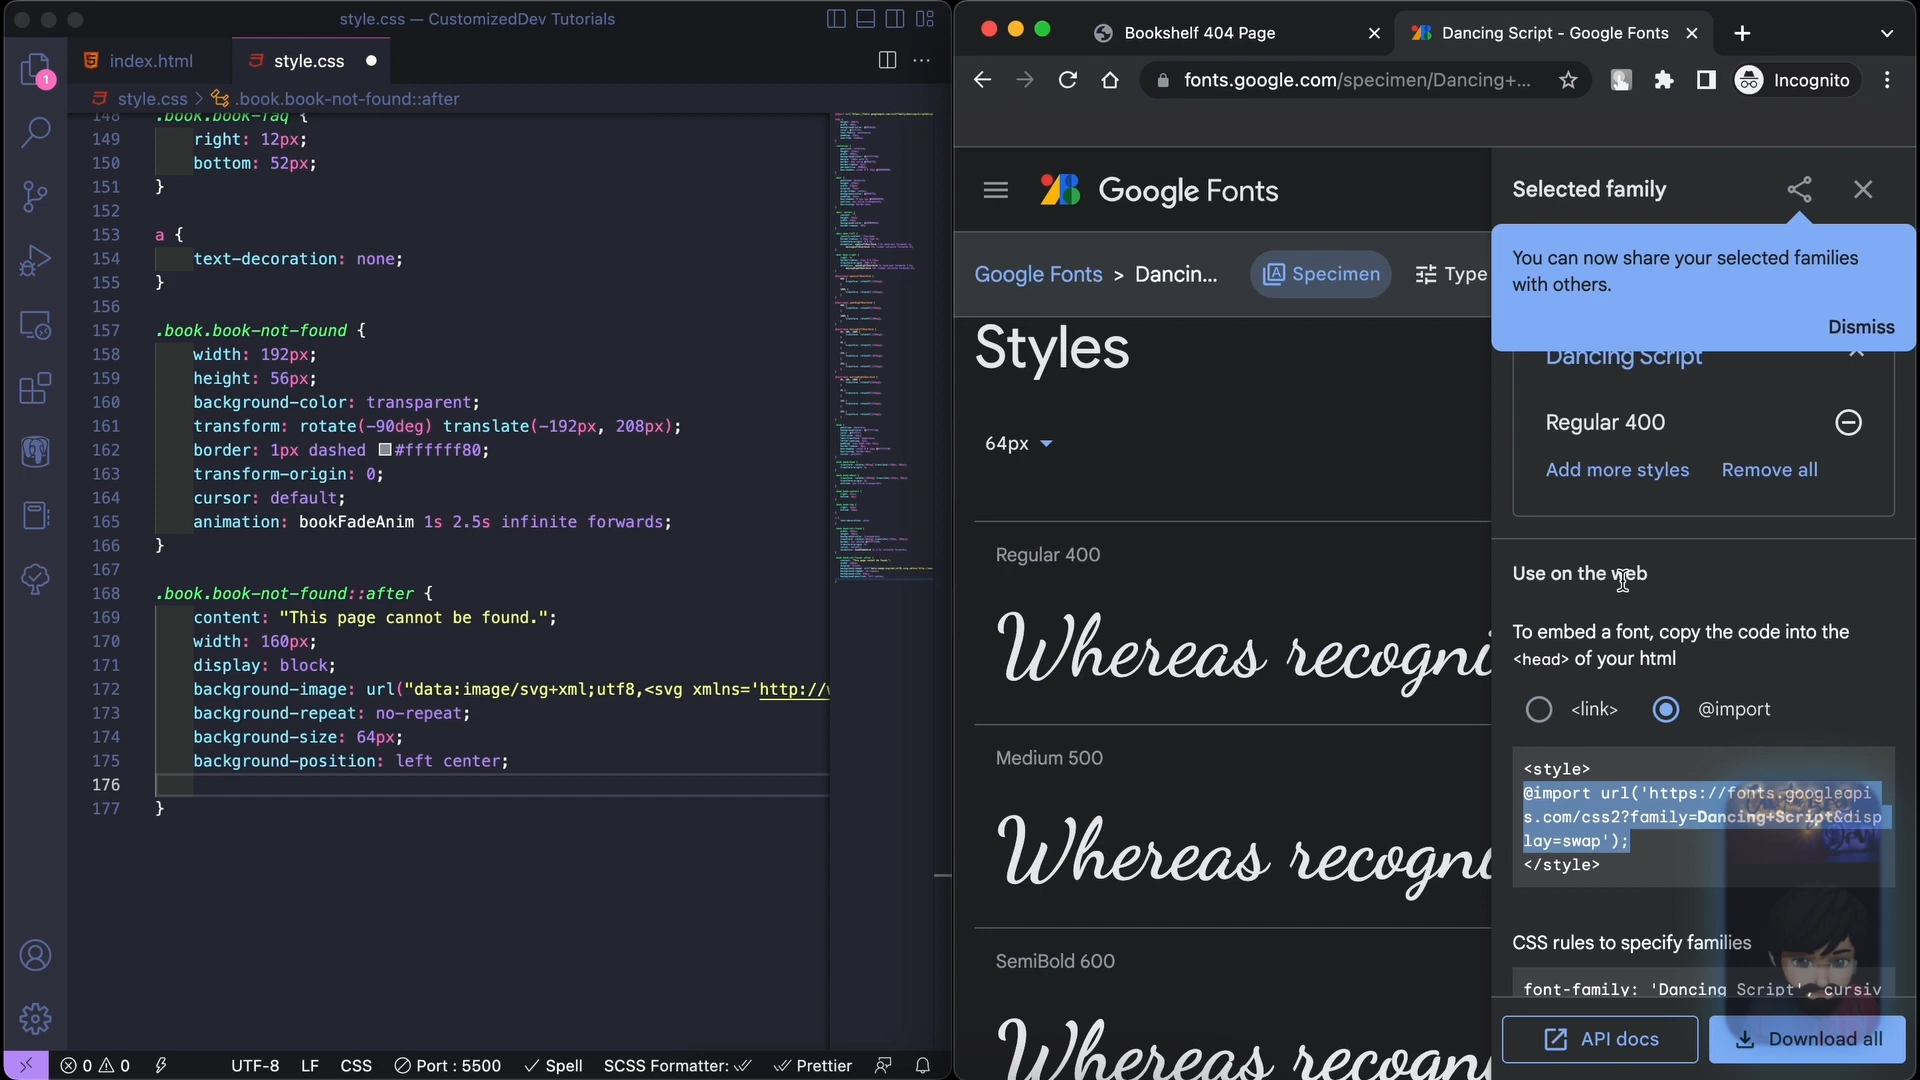 style.css — CustomizedDev Tutorials
index.html
style.css
style.css > .book.book-not-found::after
1
148 .book.book-faq {
149 right: 12px;
150 bottom: 52px;
151 }
152
153 a {
154 text-decoration: none;
155 }
156
157 .book.book-not-found {
158 width: 192px;
159 height: 56px;
160 background-color: transparent;
161 transform: rotate(-90deg) translate(-192px, 208px);
162 border: 1px dashed #ffffff80;
163 transform-origin: 0;
164 cursor: default;
165 animation: bookFadeAnim 1s 2.5s infinite forwards;
166 }
167
168 .book.book-not-found::after {
169 content: "This page cannot be found.";
170 width: 160px;
171 display: block;
172 background-image: url("data:image/svg+xml;utf8,<svg xmlns='http://
173 background-repeat: no-repeat;
174 background-size: 64px;
175 background-position: left center;
176
177 }
0 0 UTF-8 LF CSS Port : 5500 Spell SCSS Formatter: Prettier
Bookshelf 404 Page
Dancing Script - Google Fonts
fonts.google.com/specimen/Dancing+...
Incognito
Google Fonts
Google Fonts > Dancin...
Specimen
Type
Styles
64px
Regular 400
Whereas recogni
Medium 500
Whereas recogni
SemiBold 600
Whereas recogni
Selected family
You can now share your selected families
with others.
Dismiss
Dancing Script
Regular 400
Add more styles Remove all
Use on the web
To embed a font, copy the code into the
<head> of your html
<link> @import
<style>
@import url('https://fonts.googleapi
s.com/css2?family=Dancing+Script&disp
lay=swap');
</style>
CSS rules to specify families
font-family: 'Dancing Script', cursiv
API docs
Download all